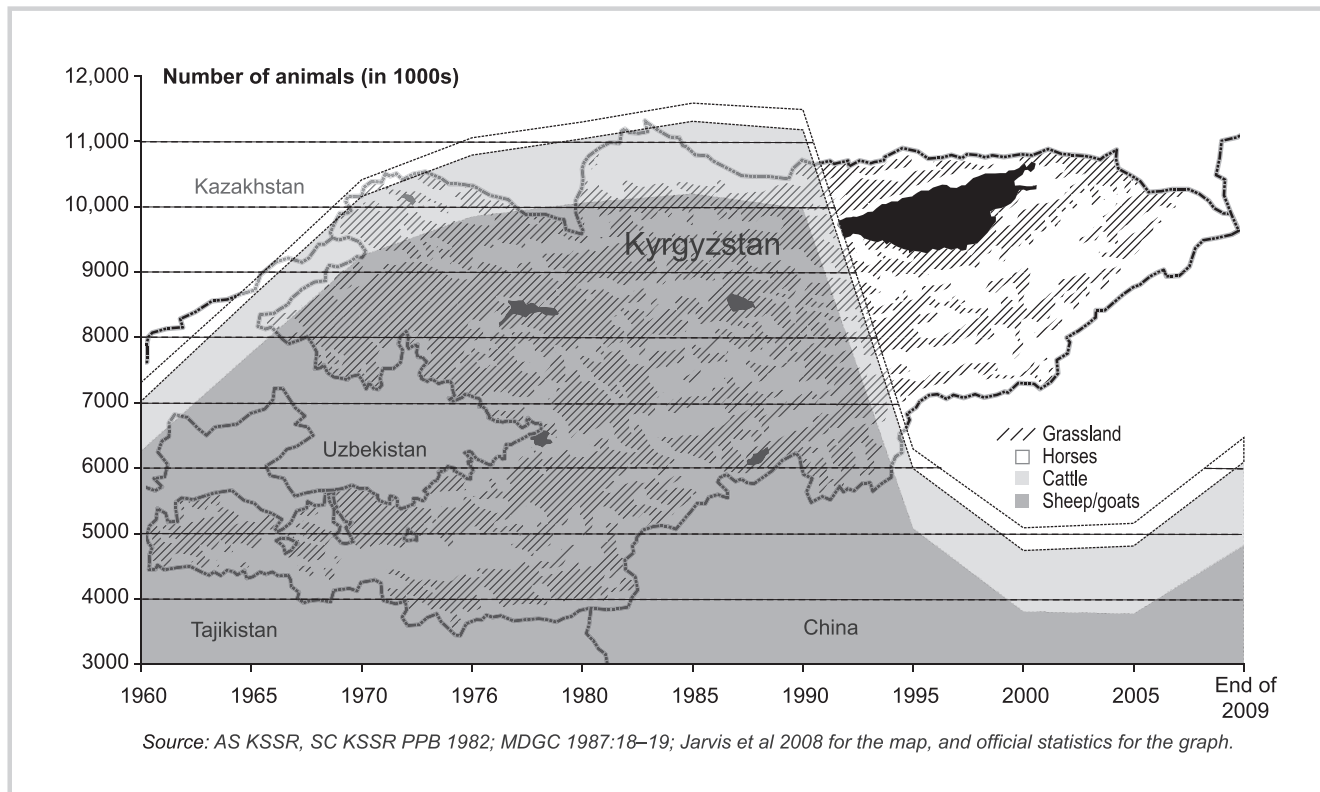 Number of animals (in 1000s)
12,000
11,000
10,000
9000
8000
7000
6000
5000
4000
3000
Kazakhstan
Kyrgyzstan
Uzbekistan
Tajikistan
China
Grassland
Horses
Cattle
Sheep/goats
1960 1965 1970 1976 1980 1985 1990 1995 2000 2005 End of
2009
Source: AS KSSR, SC KSSR PPB 1982; MDGC 1987:18–19; Jarvis et al 2008 for the map, and official statistics for the graph.